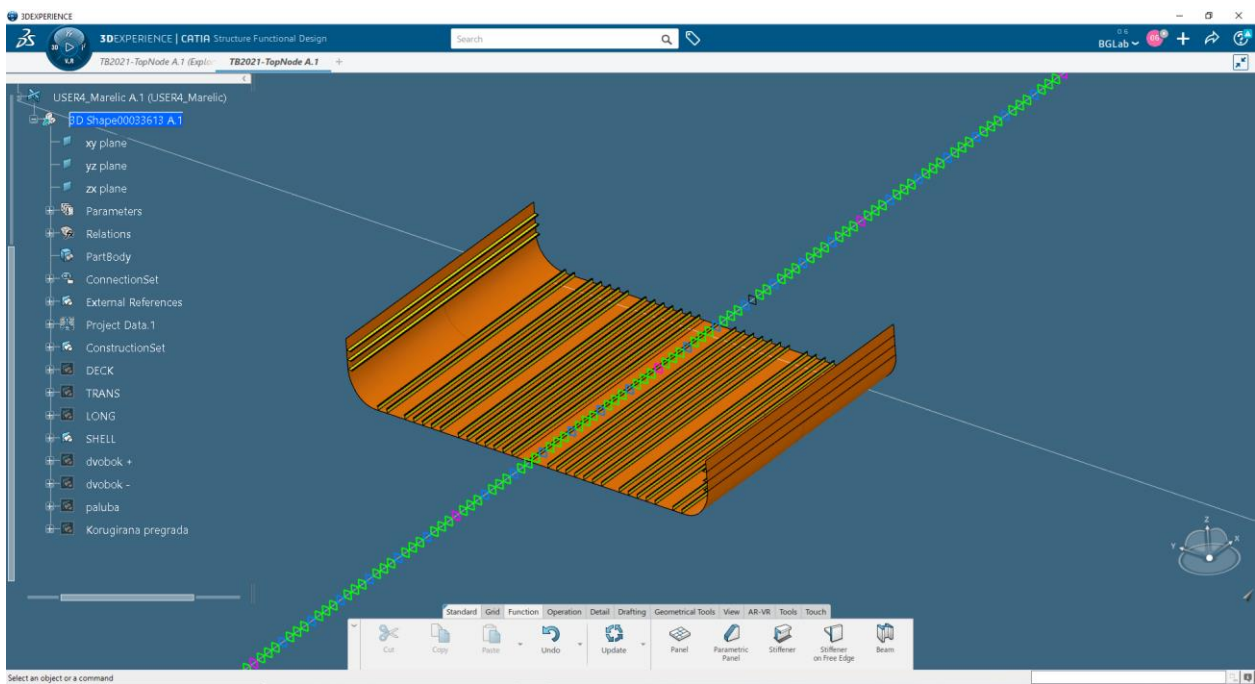 3DEXPERIENCE
3DEXPERIENCE | CATIA Structure Functional Design
Search
BGLab
TB2021-TopNode A.1 (Explor
TB2021-TopNode A.1
USER4_Marelic A.1 (USER4_Marelic)
3D Shape00033613 A.1
xy plane
yz plane
zx plane
Parameters
Relations
PartBody
ConnectionSet
External References
Project Data.1
ConstructionSet
DECK
TRANS
LONG
SHELL
dvobok +
dvobok -
paluba
Korugirana pregrada
Z
Y X
Standard Grid Function Operation Detail Drafting Geometrical Tools View AR-VR Tools Touch
Cut Copy Paste Undo Update Panel Parametric Panel Stiffener Stiffener on Free Edge Beam
Select an object or a command